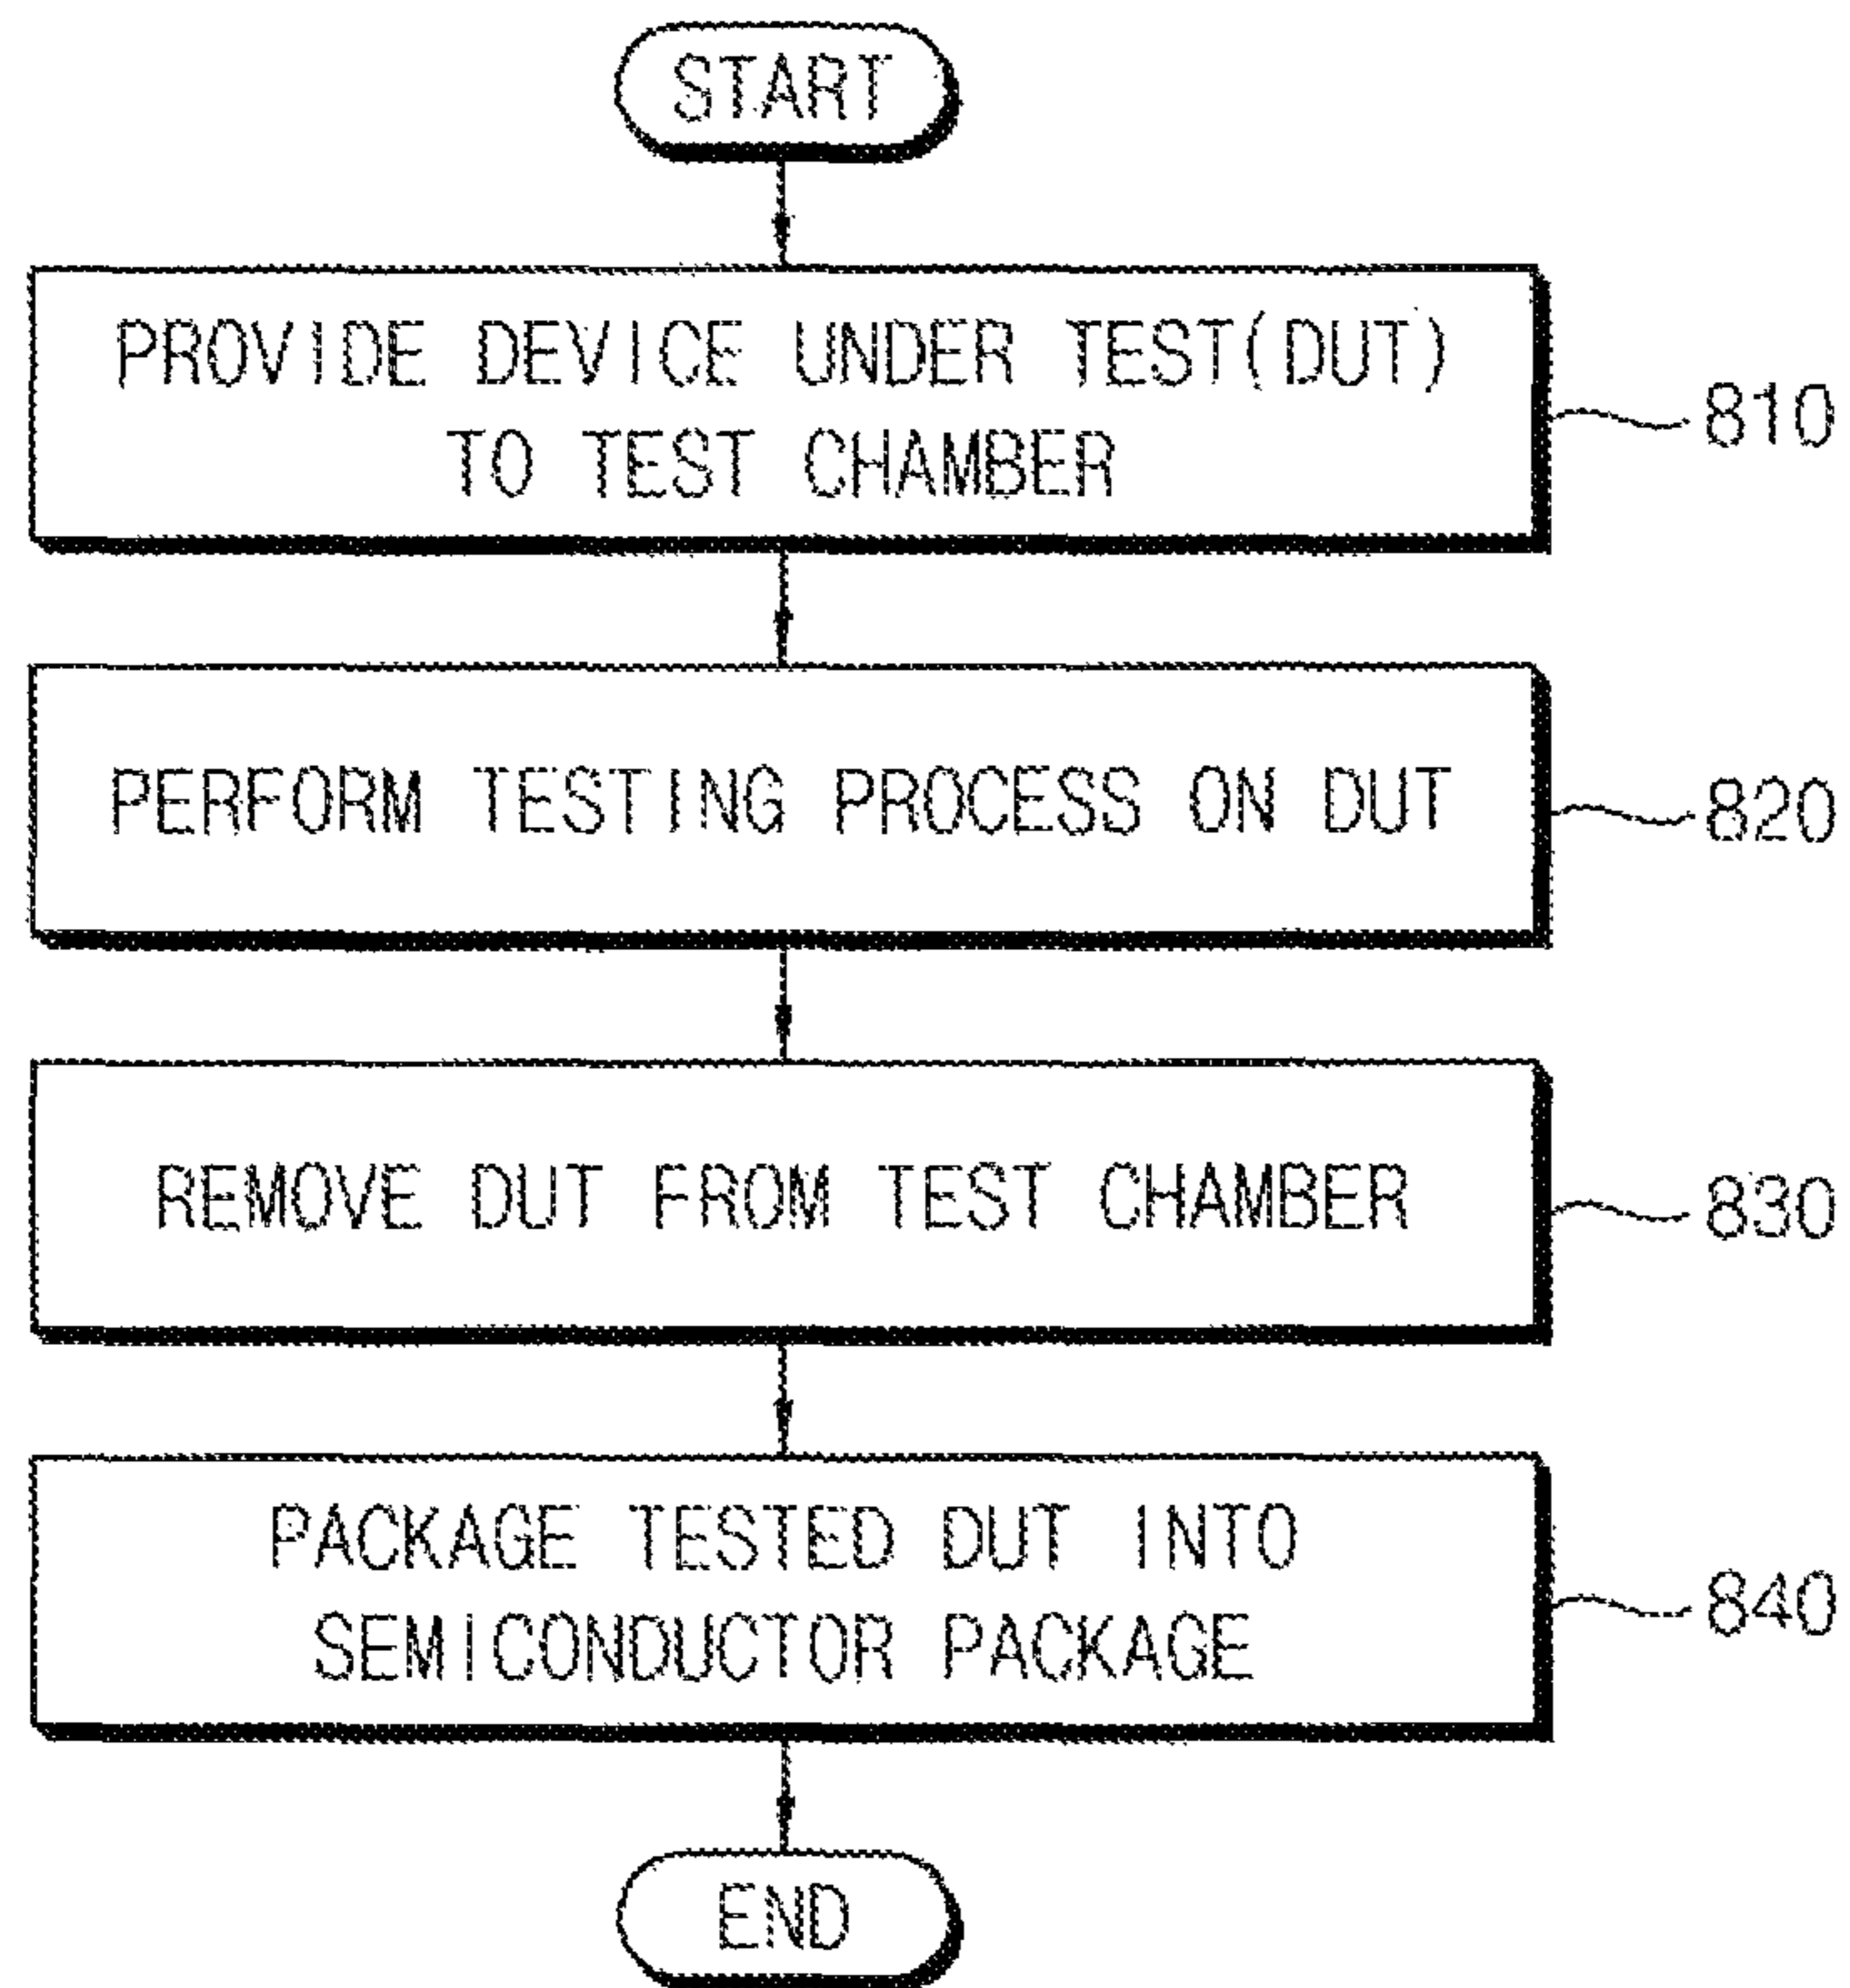 START
PROVIDE DEVICE UNDER TEST(DUT)
TO TEST CHAMBER
810
PERFORM TESTING PROCESS ON DUT
820
REMOVE DUT FROM TEST CHAMBER
830
PACKAGE TESTED DUT INTO
SEMICONDUCTOR PACKAGE
840
END